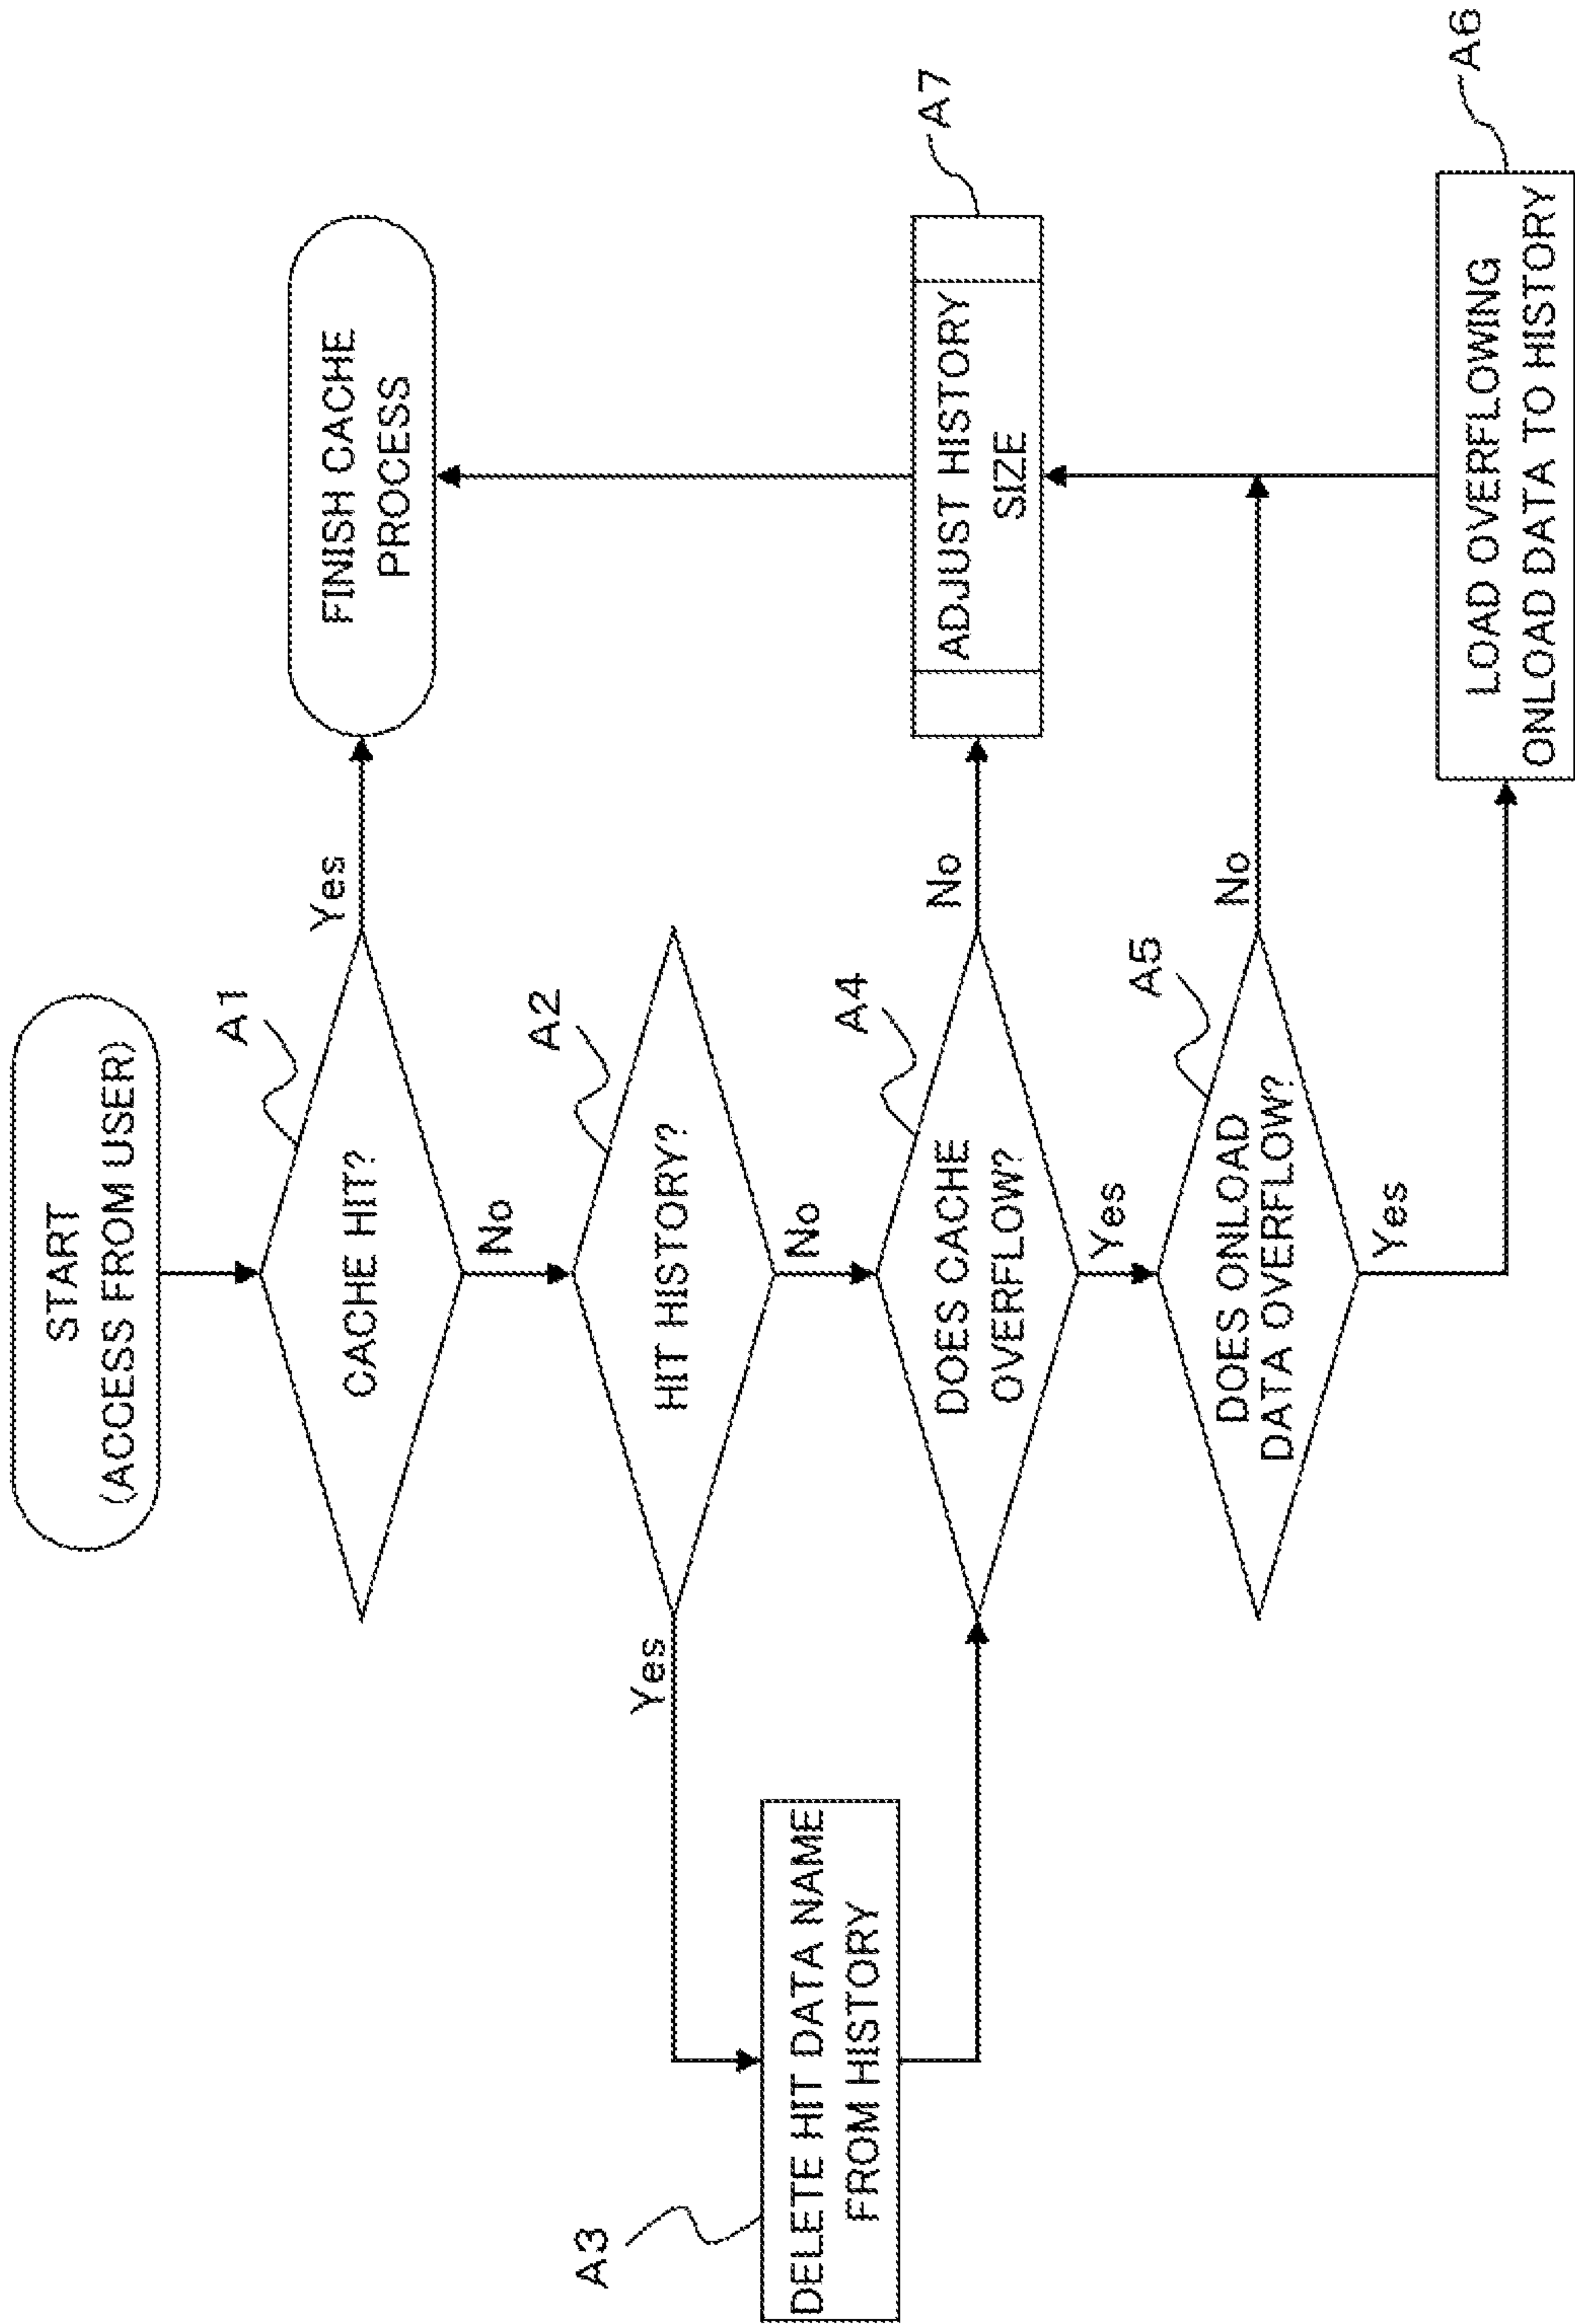 START
(ACCESS FROM USER)
A1
CACHE HIT?
Yes
No
FINISH CACHE
PROCESS
A2
HIT HISTORY?
Yes
No
A3
DELETE HIT DATA NAME
FROM HISTORY
A4
DOES CACHE
OVERFLOW?
No
Yes
A7
ADJUST HISTORY
SIZE
A5
DOES ONLOAD
DATA OVERFLOW?
No
Yes
A6
LOAD OVERFLOWING
ONLOAD DATA TO HISTORY